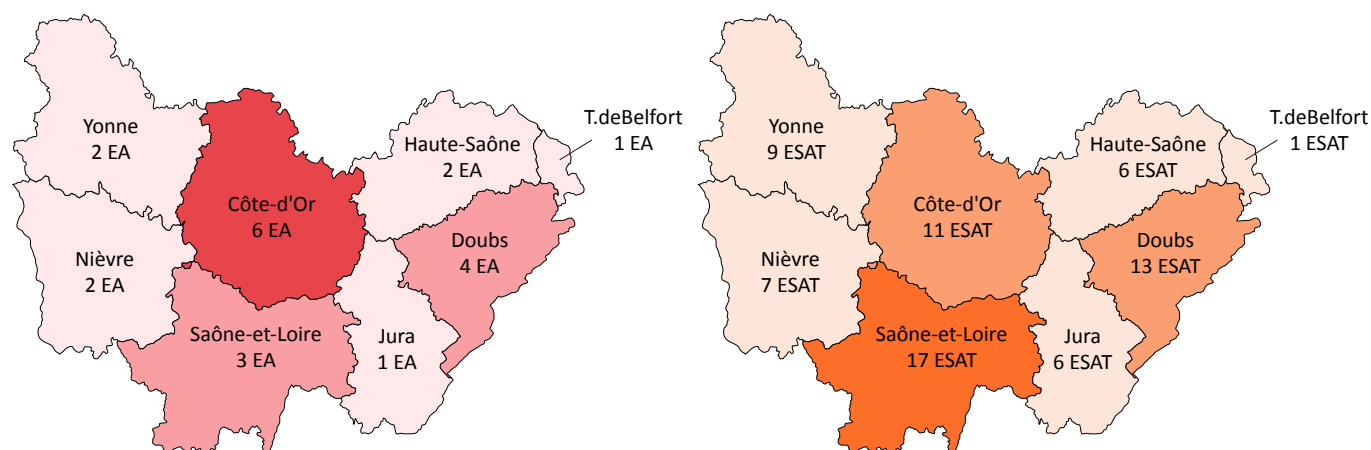 Yonne
2 EA
Côte-d'Or
6 EA
Haute-Saône
2 EA
T.deBelfort
1 EA
Nièvre
2 EA
Doubs
4 EA
Saône-et-Loire
3 EA
Jura
1 EA
Yonne
9 ESAT
Côte-d'Or
11 ESAT
Haute-Saône
6 ESAT
T.deBelfort
1 ESAT
Nièvre
7 ESAT
Doubs
13 ESAT
Saône-et-Loire
17 ESAT
Jura
6 ESAT